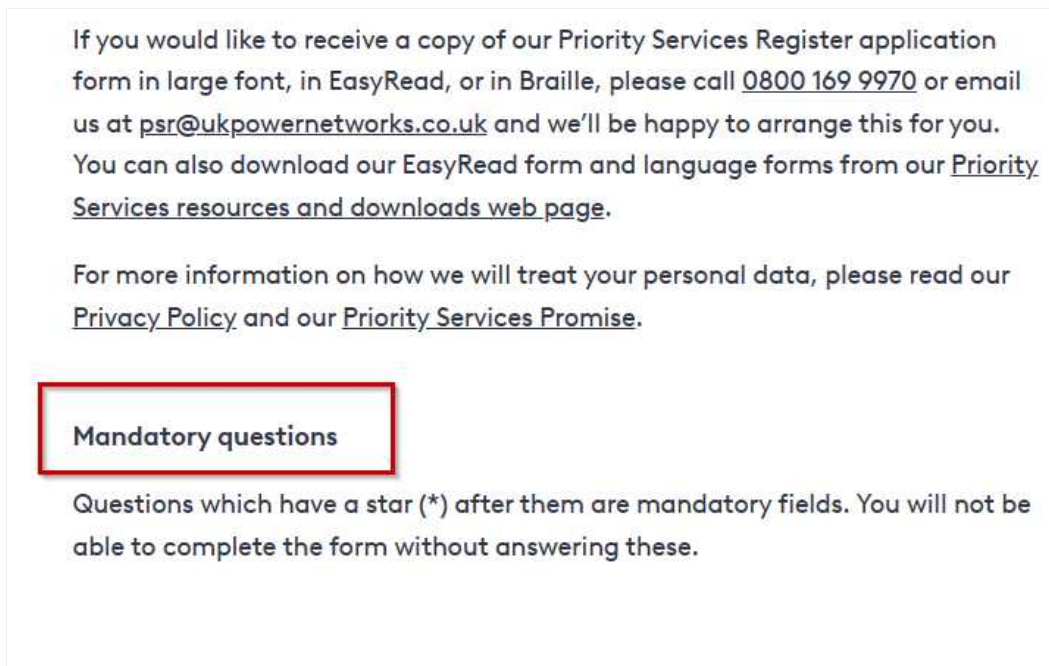 If you would like to receive a copy of our Priority Services Register application
form in large font, in EasyRead, or in Braille, please call 0800 169 9970 or email
us at psr@ukpowernetworks.co.uk and we’ll be happy to arrange this for you.
You can also download our EasyRead form and language forms from our Priority
Services resources and downloads web page.
For more information on how we will treat your personal data, please read our
Privacy Policy and our Priority Services Promise.
Mandatory questions
Questions which have a star (*) after them are mandatory fields. You will not be
able to complete the form without answering these.